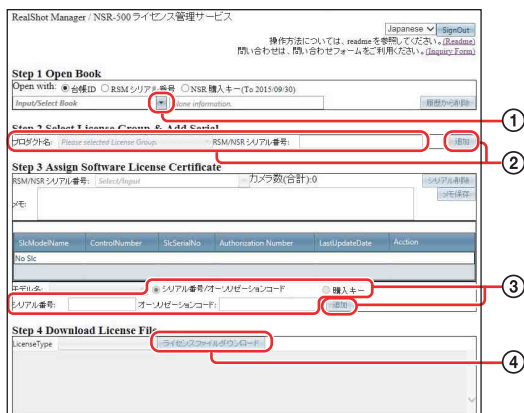 RealShot Manager / NSR-500 ライセンス管理サービス
Japanese SignOut
操作方法については、readme を参照してください。(Readme)
問い合わせは、問い合わせフォームをご利用ください。(Inquiry Form)
Step 1 Open Book
Open with: 台帳ID RSMシリアル番号 NSR 購入キー(To 2015/09/30)
Input/Select Book information. 履歴から削除
①
Step 2 Select License Group & Add Serial
プロダクト名: Please selected License Group. RSM/NSR シリアル番号: 追加
②
Step 3 Assign Software License Certificate
RSM/NSR シリアル番号: Select/Input カメラ数(合計):0 シリアル削除
メモ: メモ保存
SlcModelName ControlNumber SlcSerialNo Authorization Number LastUpdateDate Acction
No Slc
モデル名: シリアル番号/オーソリゼーションコード 購入キー
③
シリアル番号: オーソリゼーションコード: 追加
Step 4 Download License File
LicenseType ライセンスファイルダウンロード
④